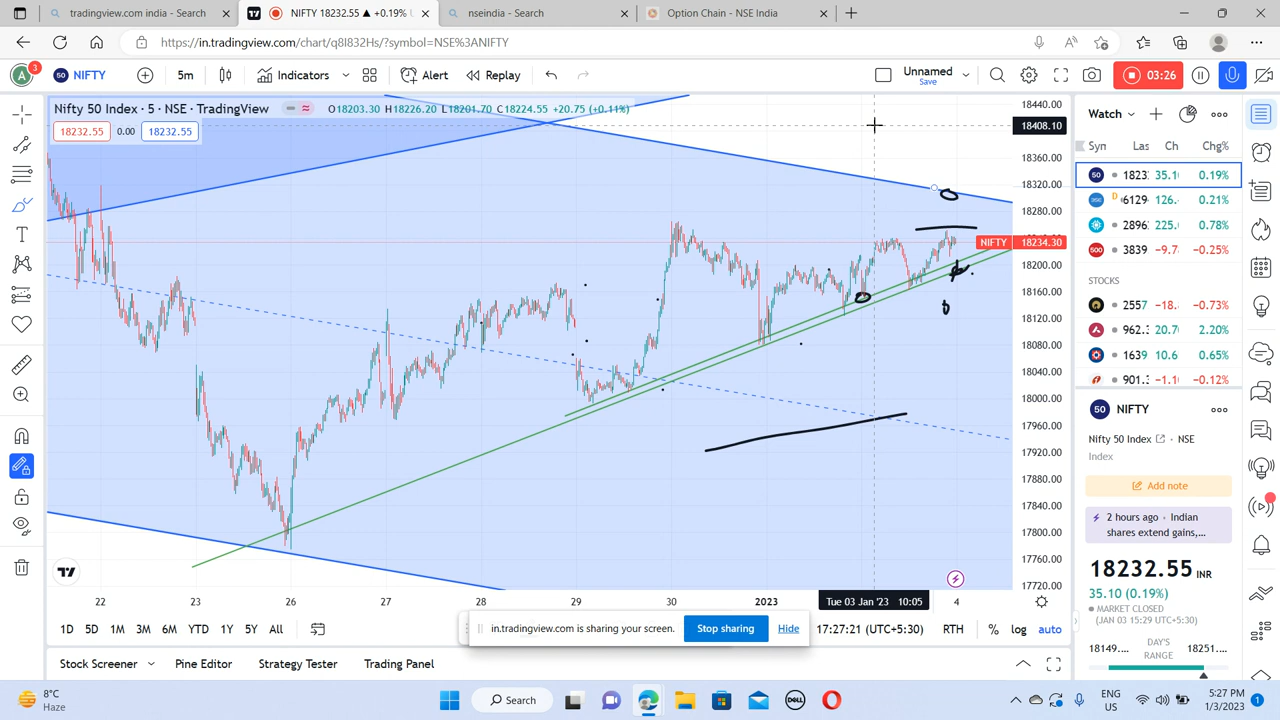 tradingview.com india - Search
NIFTY 18232.55 ▲ +0.19%
nseindia - Search
Option Chain - NSE India
https://in.tradingview.com/chart/q8I832Hs/?symbol=NSE%3ANIFTY
A 3
50 NIFTY
5m
Indicators
Alert
Replay
Unnamed
Save
03:26
Nifty 50 Index · 5 · NSE · TradingView
O18203.30 H18226.20 L18201.70 C18224.55 +20.75 (+0.11%)
18232.55 0.00 18232.55
18440.00
18408.10
18360.00
18320.00
18280.00
NIFTY 18234.30
18200.00
18160.00
18120.00
18080.00
18040.00
18000.00
17960.00
17920.00
17880.00
17840.00
17800.00
17760.00
17720.00
22 23 26 27 28 29 30 2023 Tue 03 Jan '23 10:05 4
1D 5D 1M 3M 6M YTD 1Y 5Y All
in.tradingview.com is sharing your screen. Stop sharing Hide
17:27:21 (UTC+5:30) RTH % log auto
Stock Screener Pine Editor Strategy Tester Trading Panel
Watch
Syn Las Ch Chg%
50 1823 35.1 0.19%
D 6129 126. 0.21%
2896 225. 0.78%
500 3839 -9.7 -0.25%
STOCKS
2557 -18. -0.73%
962.3 20.7 2.20%
1639 10.6 0.65%
901. -1.1 -0.12%
50 NIFTY
Nifty 50 Index NSE
Index
Add note
2 hours ago · Indian
shares extend gains,...
18232.55 INR
35.10 (0.19%)
MARKET CLOSED
(JAN 03 15:29 UTC+5:30)
DAY'S
18149.... RANGE 18251....
8°C
Haze
Search
DELL
ENG
US
5:27 PM
1/3/2023
1